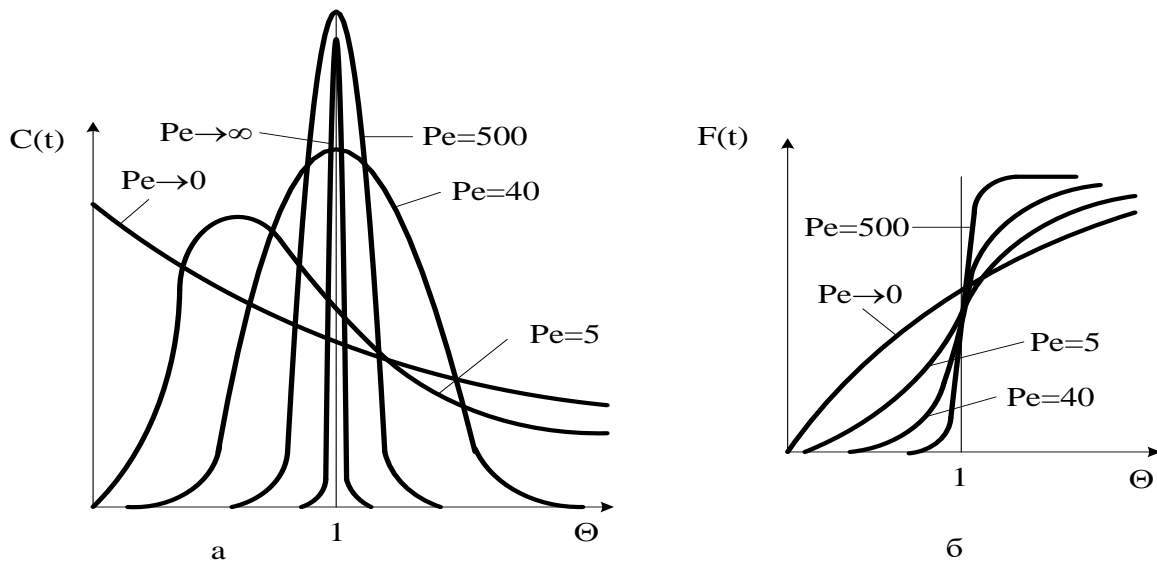 C(t)
Pe→∞
Pe=500
Pe→0
Pe=40
Pe=5
1
Θ
а
F(t)
Pe=500
Pe→0
Pe=5
Pe=40
1
Θ
б